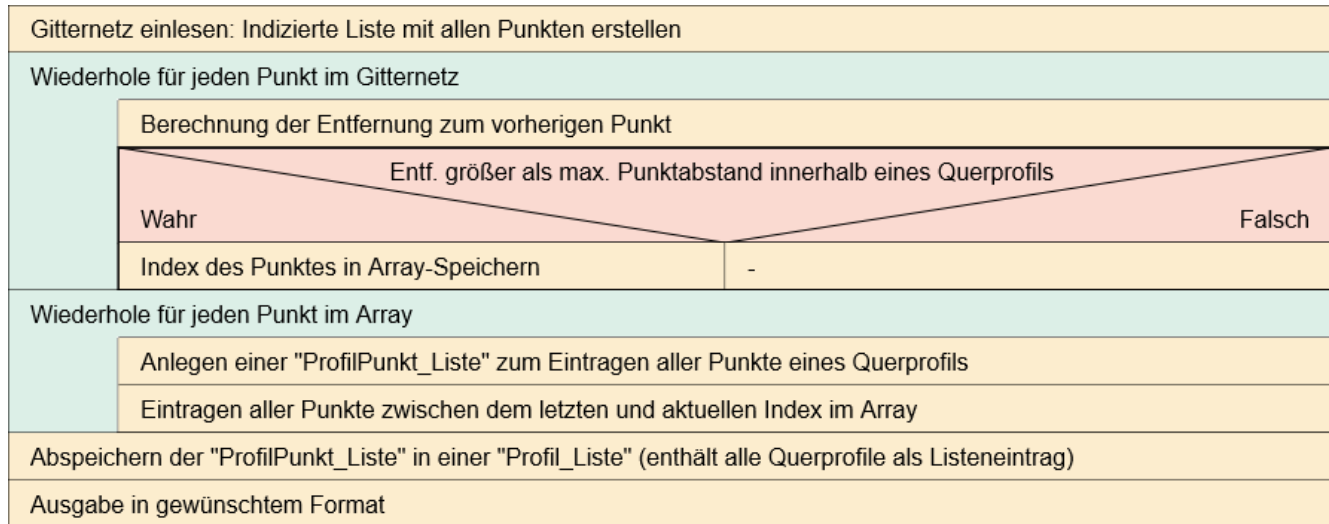 Gitternetz einlesen: Indizierte Liste mit allen Punkten erstellen
Wiederhole für jeden Punkt im Gitternetz
Berechnung der Entfernung zum vorherigen Punkt
Entf. größer als max. Punktabstand innerhalb eines Querprofils
Wahr
Falsch
Index des Punktes in Array-Speichern
-
Wiederhole für jeden Punkt im Array
Anlegen einer "ProfilPunkt_Liste" zum Eintragen aller Punkte eines Querprofils
Eintragen aller Punkte zwischen dem letzten und aktuellen Index im Array
Abspeichern der "ProfilPunkt_Liste" in einer "Profil_Liste" (enthält alle Querprofile als Listeneintrag)
Ausgabe in gewünschtem Format